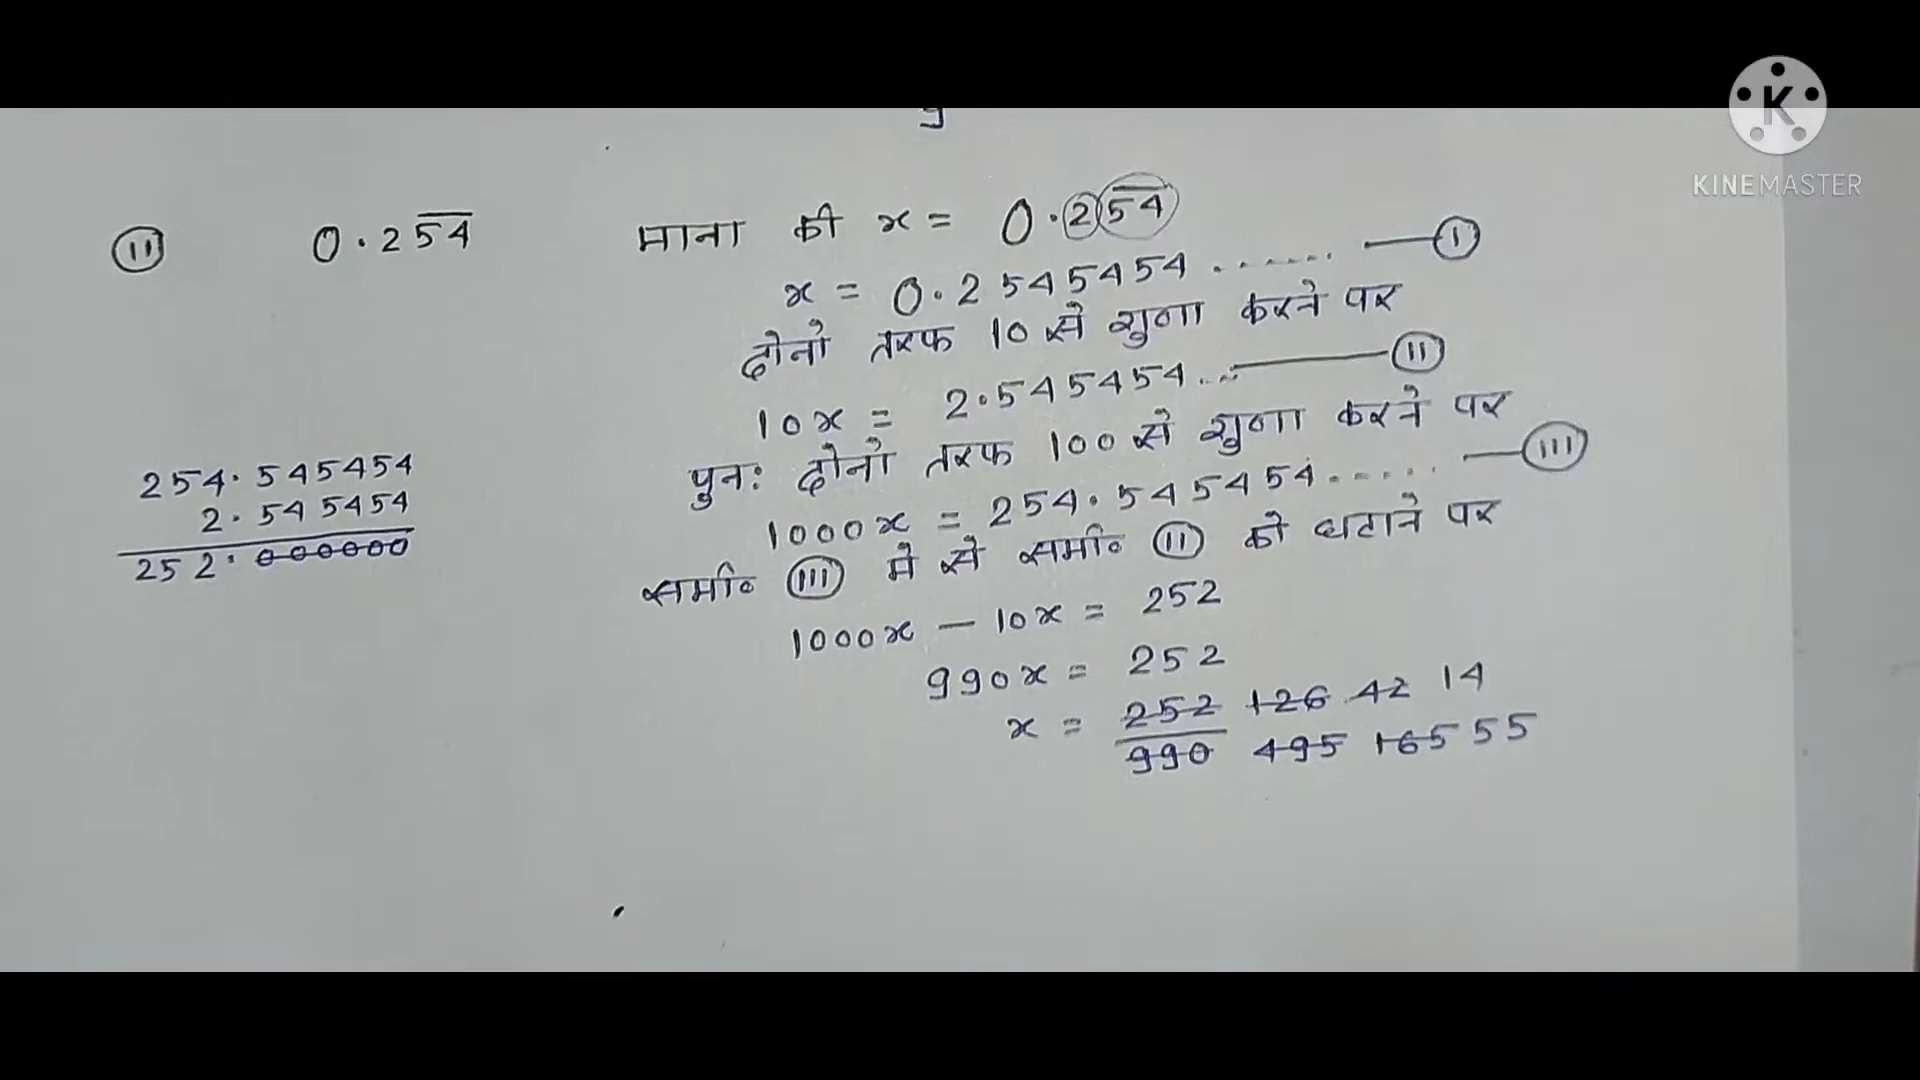 9
(II) 0.25̅4̅ माना की x = 0.25̅4̅
x = 0.2545454....... —(I)
दोनो तरफ 10 से गुणा करने पर
10x = 2.545454... —(II)
पुनः दोनो तरफ 100 से गुणा करने पर
1000x = 254.545454...... —(III)
समी० (III) मे से समी० (II) को घटाने पर
1000x — 10x = 252
990x = 252
x = 252/990 126/495 42/165 14/55
254.545454
2.545454
252.000000
K
KINEMASTER